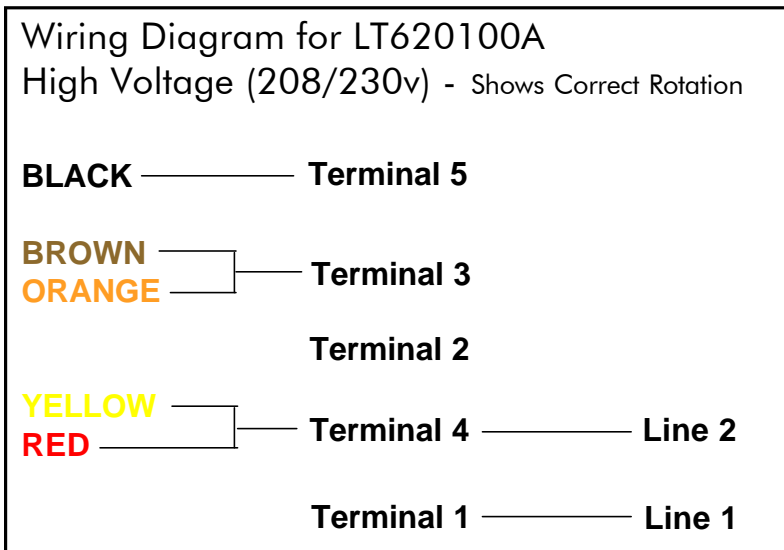 Wiring Diagram for LT620100A
High Voltage (208/230v) - Shows Correct Rotation
BLACK Terminal 5
BROWN
ORANGE
Terminal 3
Terminal 2
YELLOW
RED
Terminal 4 Line 2
Terminal 1 Line 1